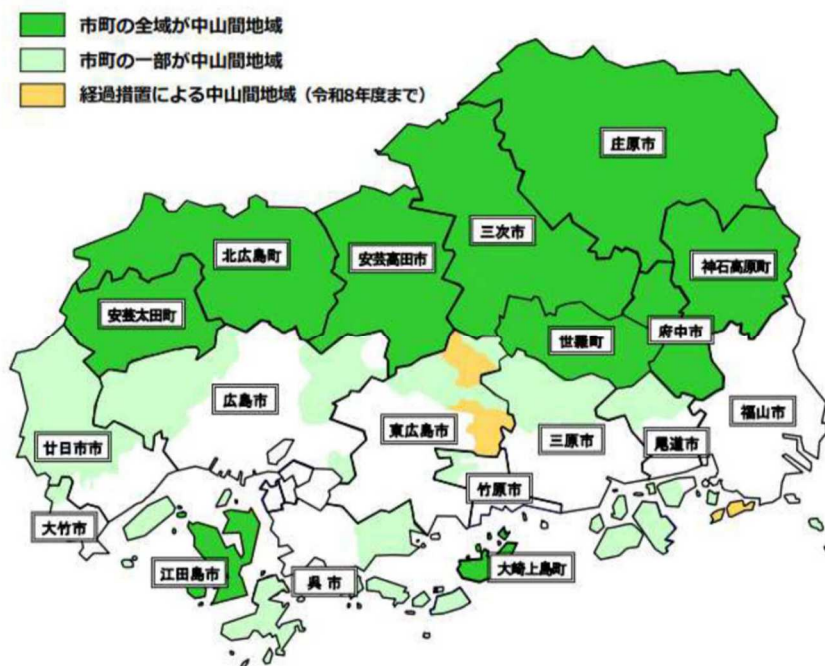 市町の全域が中山間地域
市町の一部が中山間地域
経過措置による中山間地域（令和8年度まで）
庄原市
三次市
北広島町
安芸高田市
神石高原町
安芸太田町
世羅町
府中市
広島市
福山市
東広島市
三原市
尾道市
廿日市市
竹原市
大竹市
江田島市
呉 市
大崎上島町